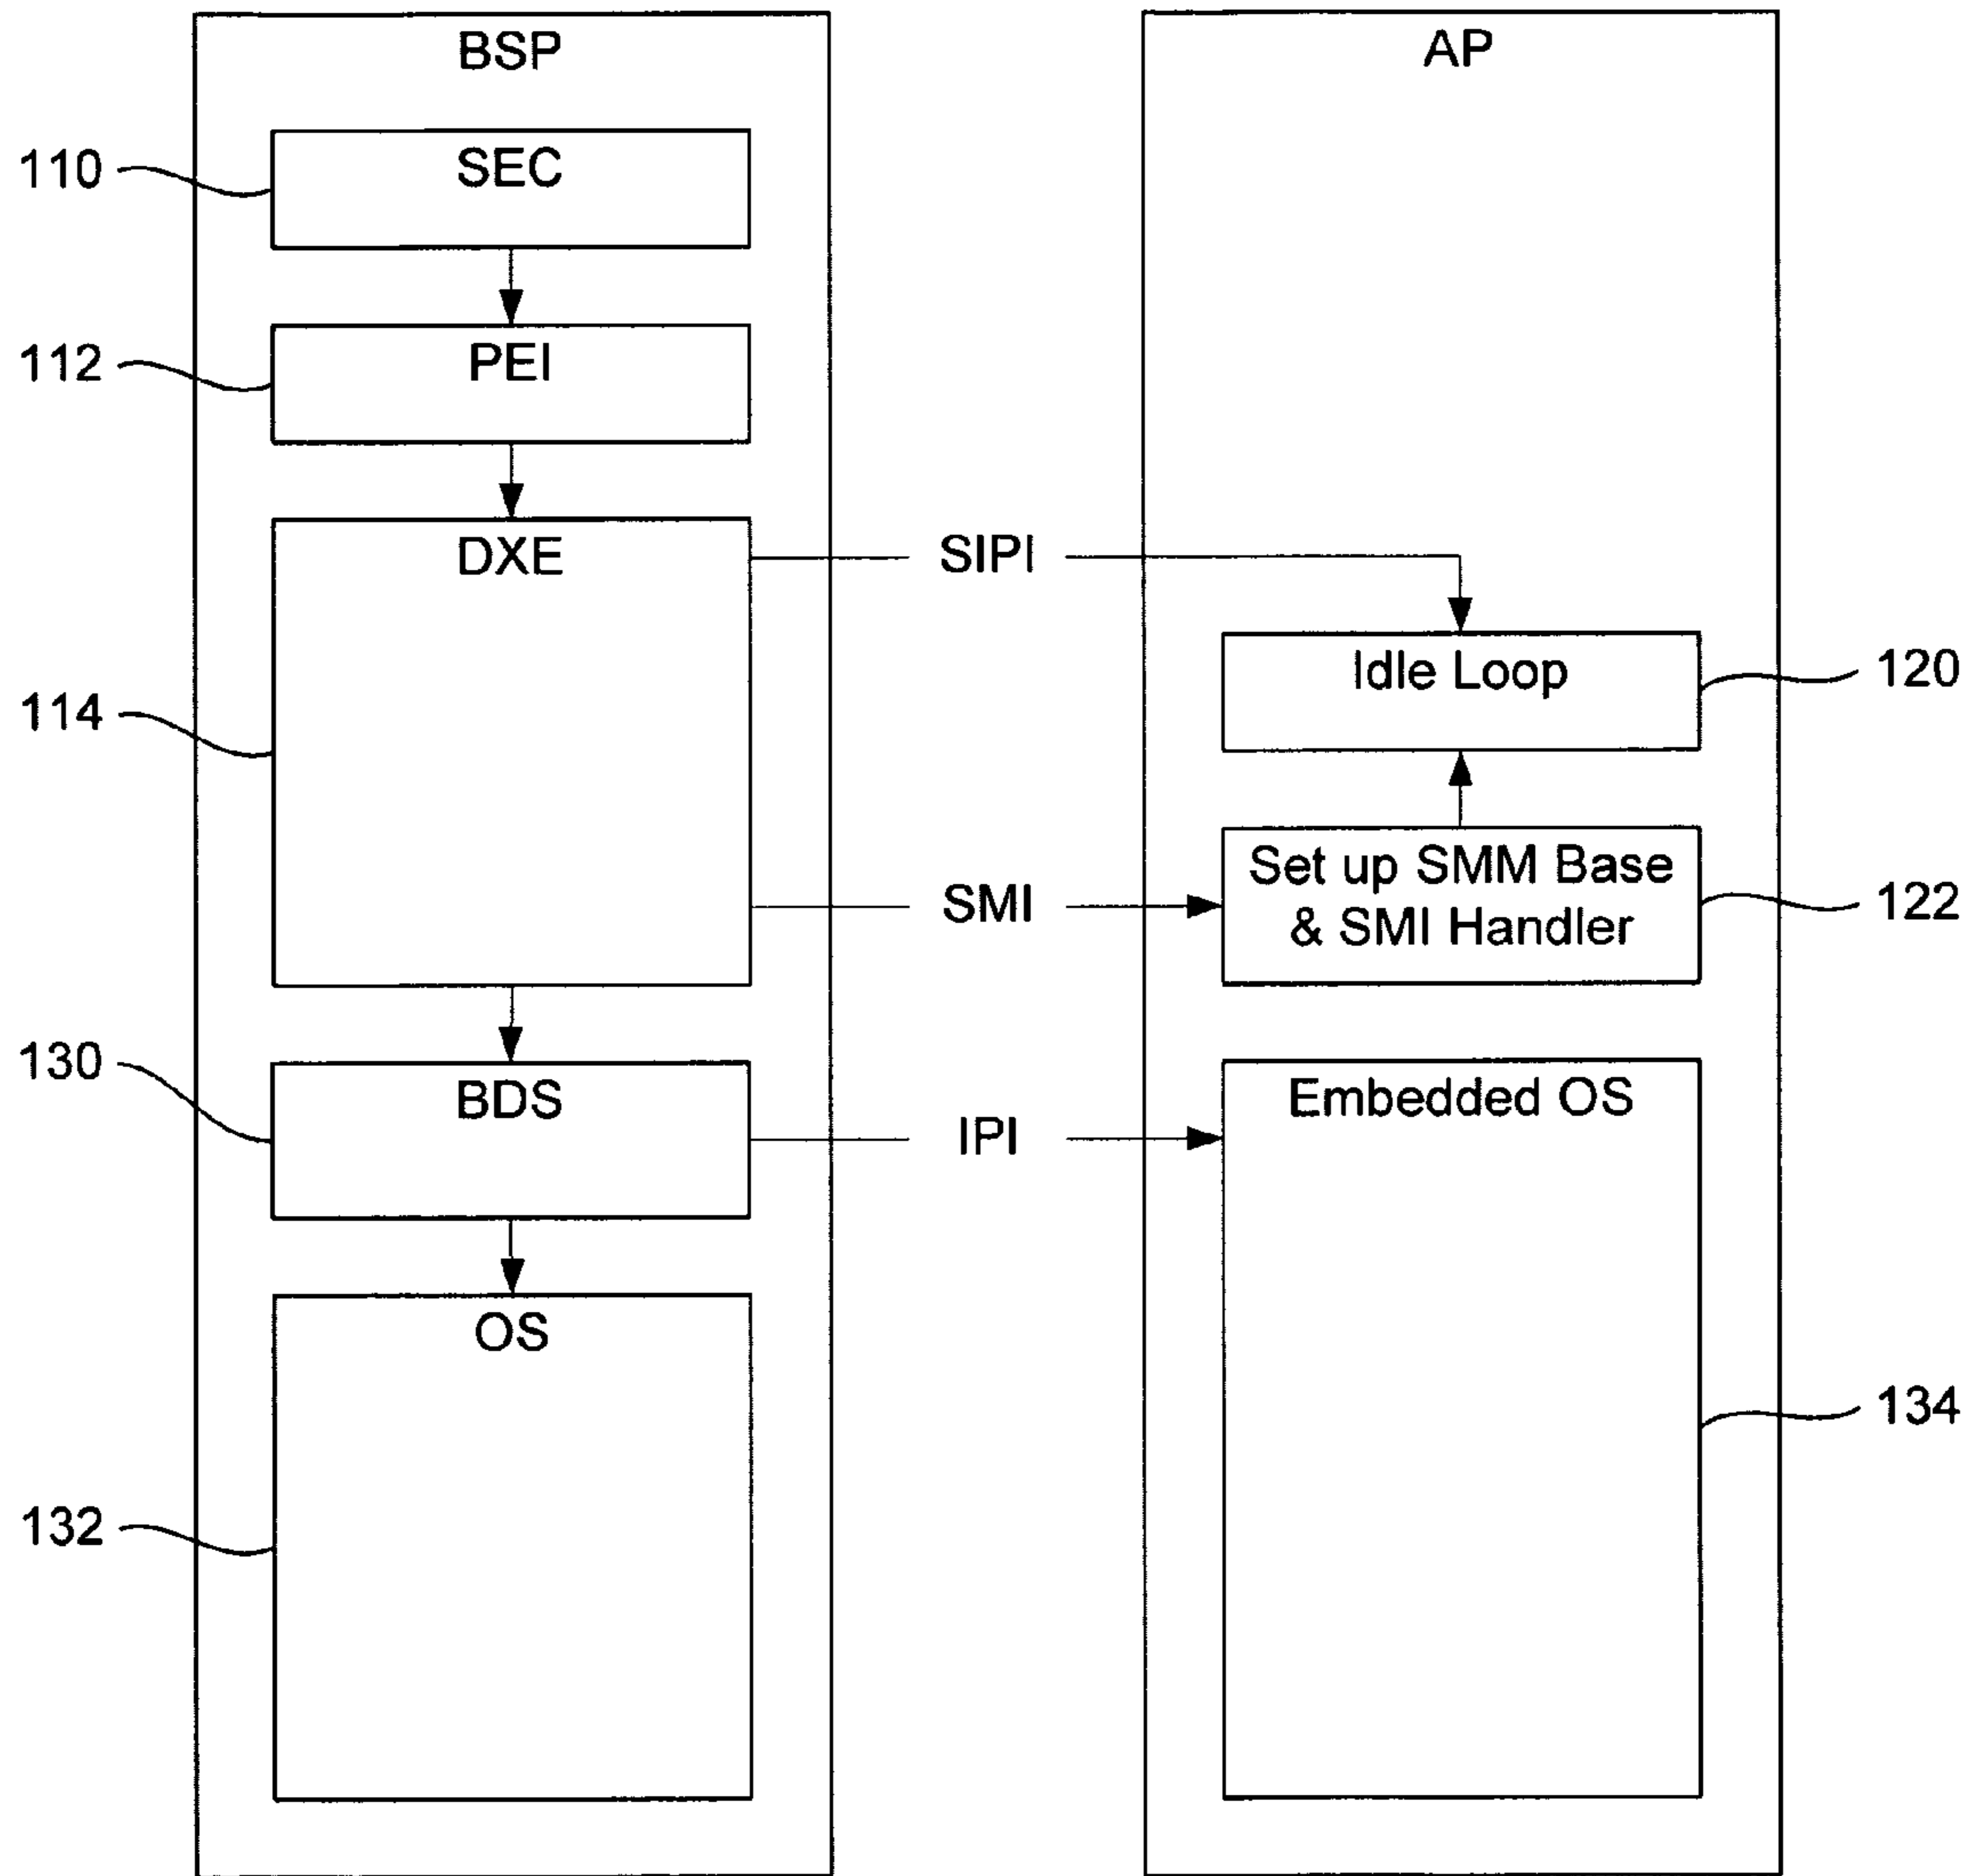 BSP
AP
110
SEC
112
PEI
DXE
SIPI
Idle Loop
120
114
Set up SMM Base
& SMI Handler
SMI
122
130
BDS
IPI
Embedded OS
OS
134
132